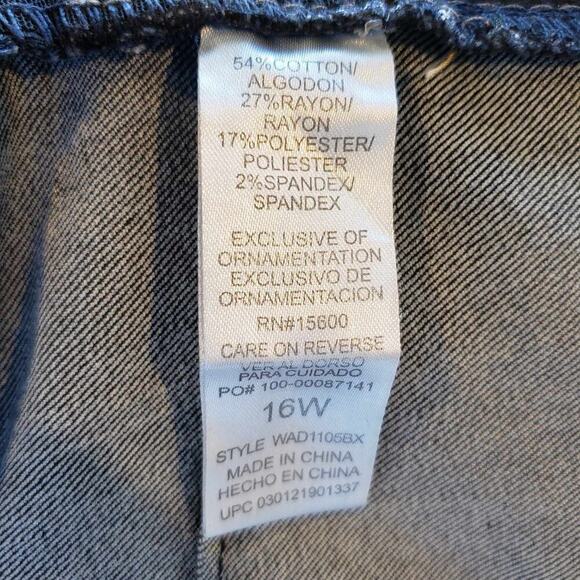 54%COTTON/
ALGODON
27%RAYON/
RAYON
17%POLYESTER/
POLIESTER
2%SPANDEX/
SPANDEX
EXCLUSIVE OF
ORNAMENTATION
EXCLUSIVO DE
ORNAMENTACION
RN#15600
CARE ON REVERSE
VER AL DORSO
PARA CUIDADO
PO# 100-00087141
16W
STYLE WAD1105BX
MADE IN CHINA
HECHO EN CHINA
UPC 030121901337